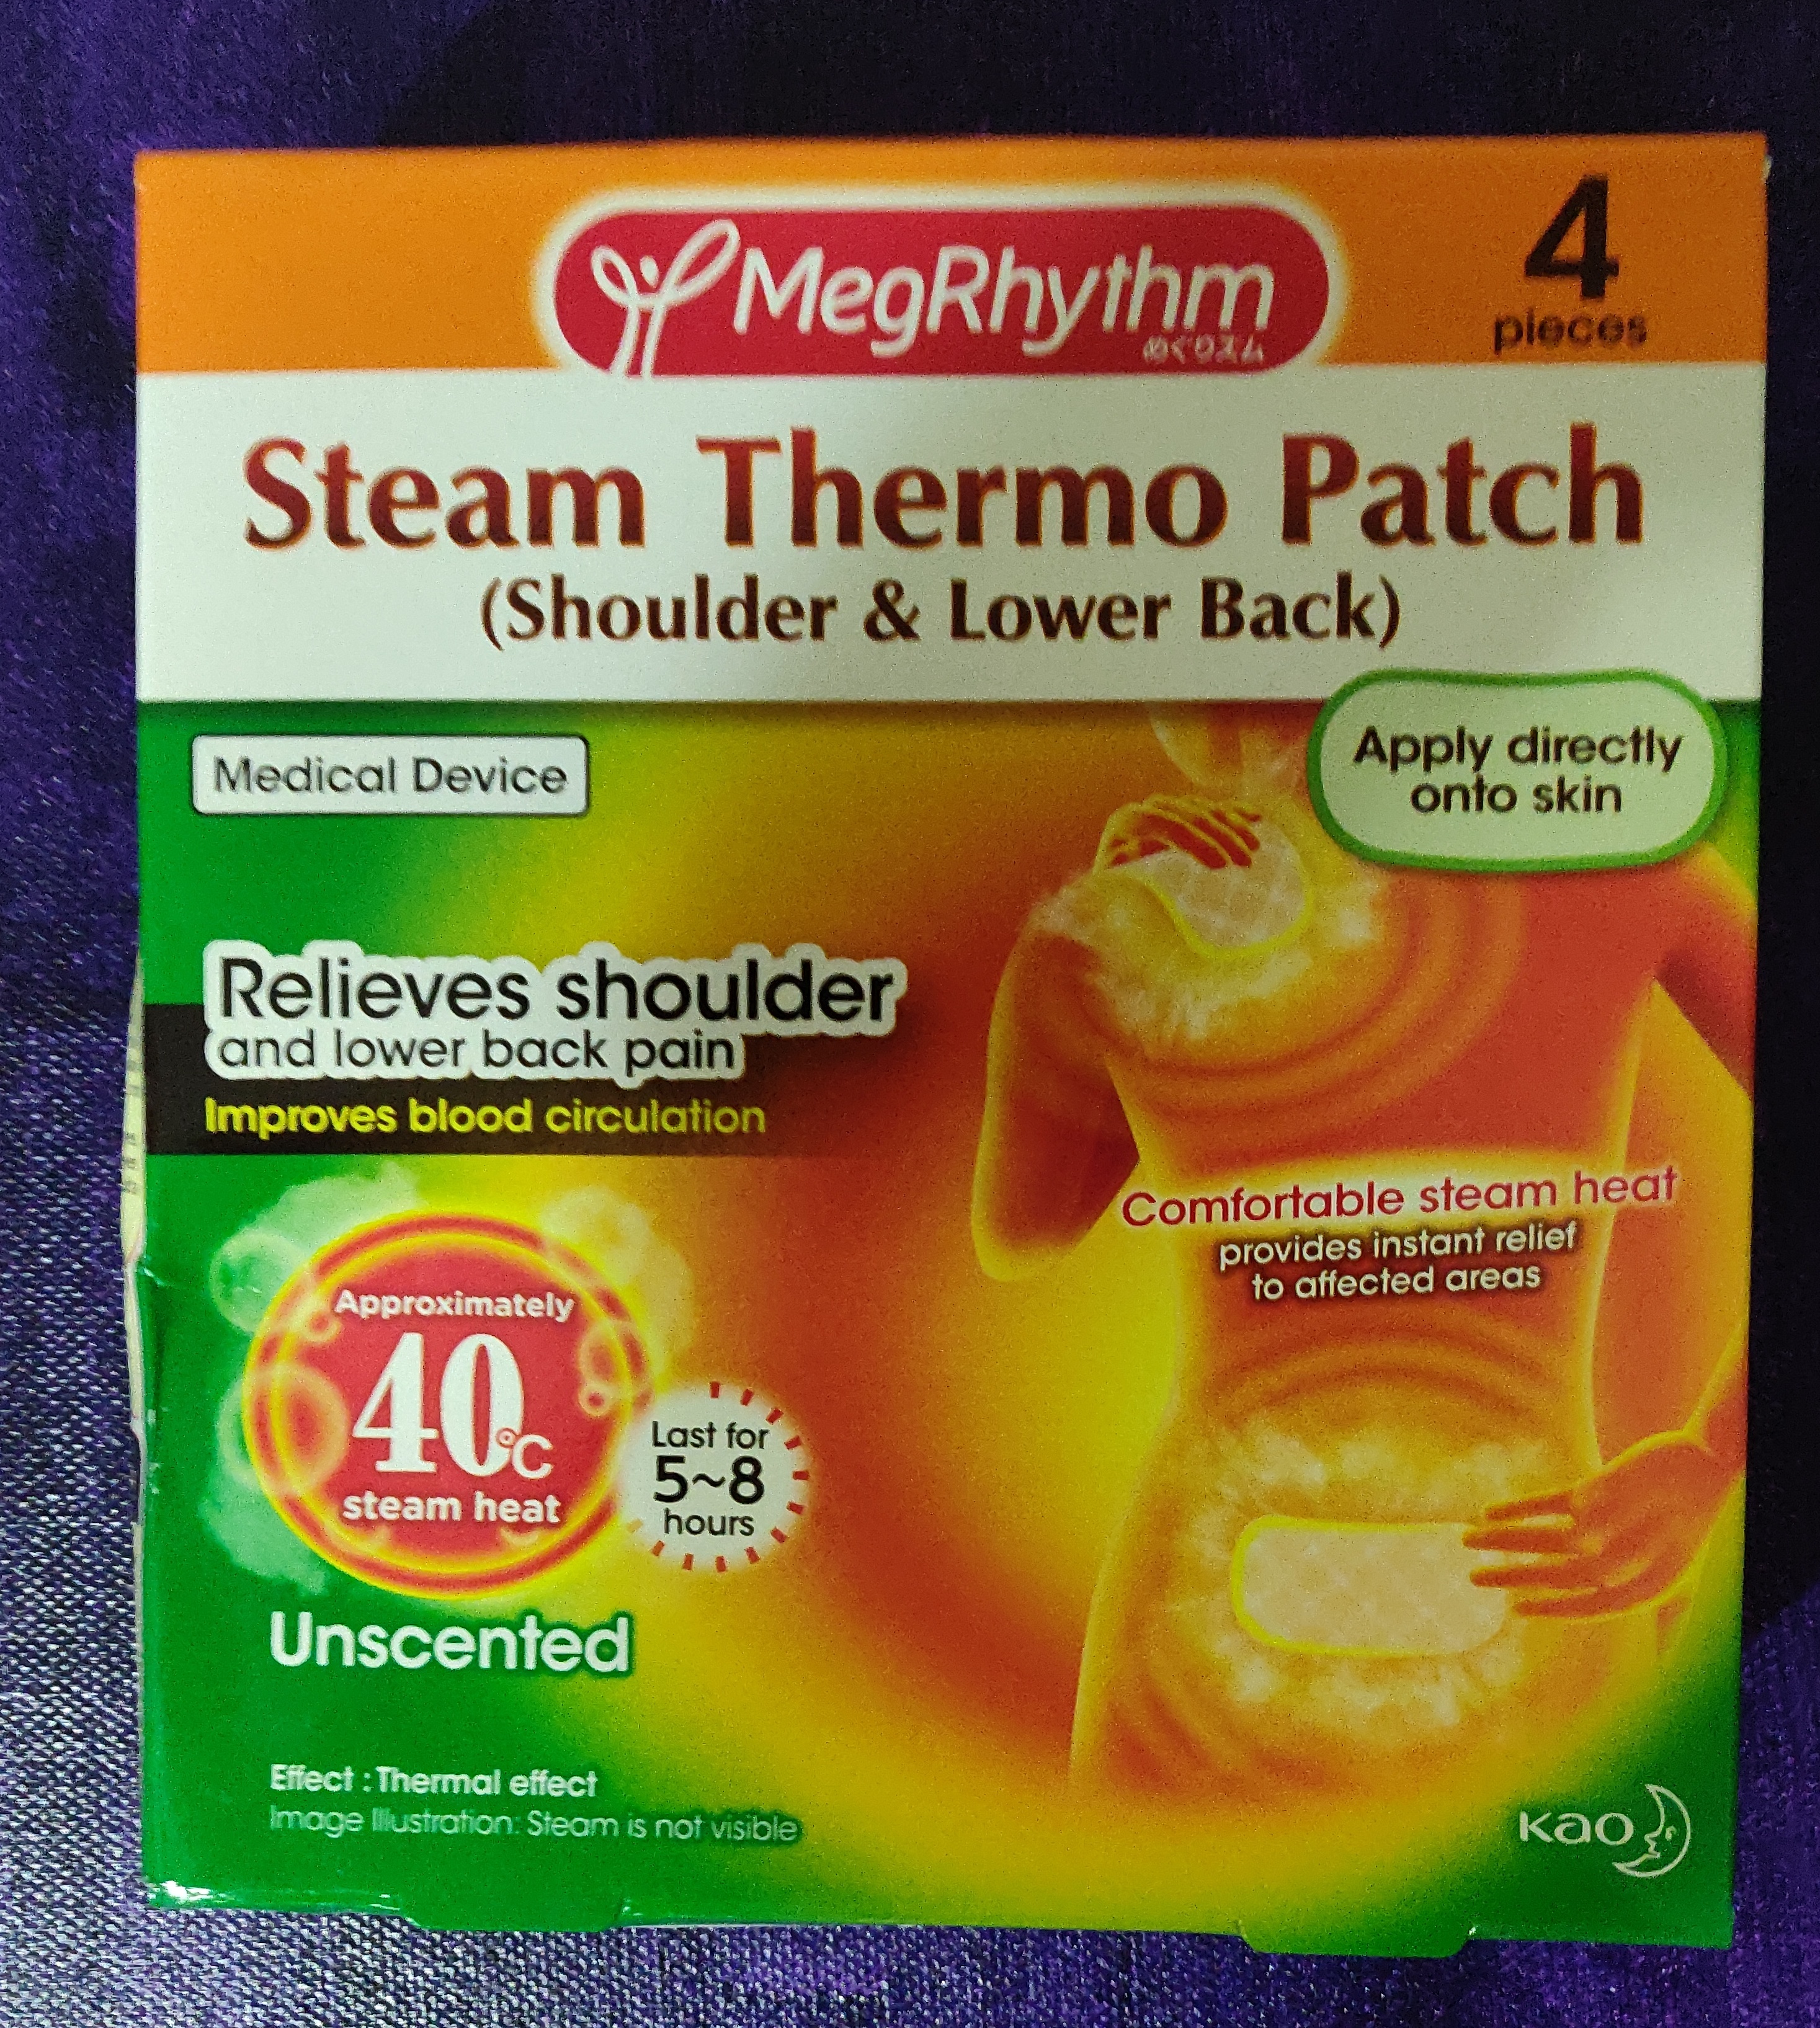 MegRhythm
めぐりズム
4
pieces
Steam Thermo Patch
(Shoulder & Lower Back)
Medical Device
Apply directly
onto skin
Relieves shoulder
and lower back pain
Improves blood circulation
Comfortable steam heat
provides instant relief
to affected areas
Approximately
40°C
steam heat
Last for
5~8
hours
Unscented
Effect : Thermal effect
Image Illustration: Steam is not visible
Kao